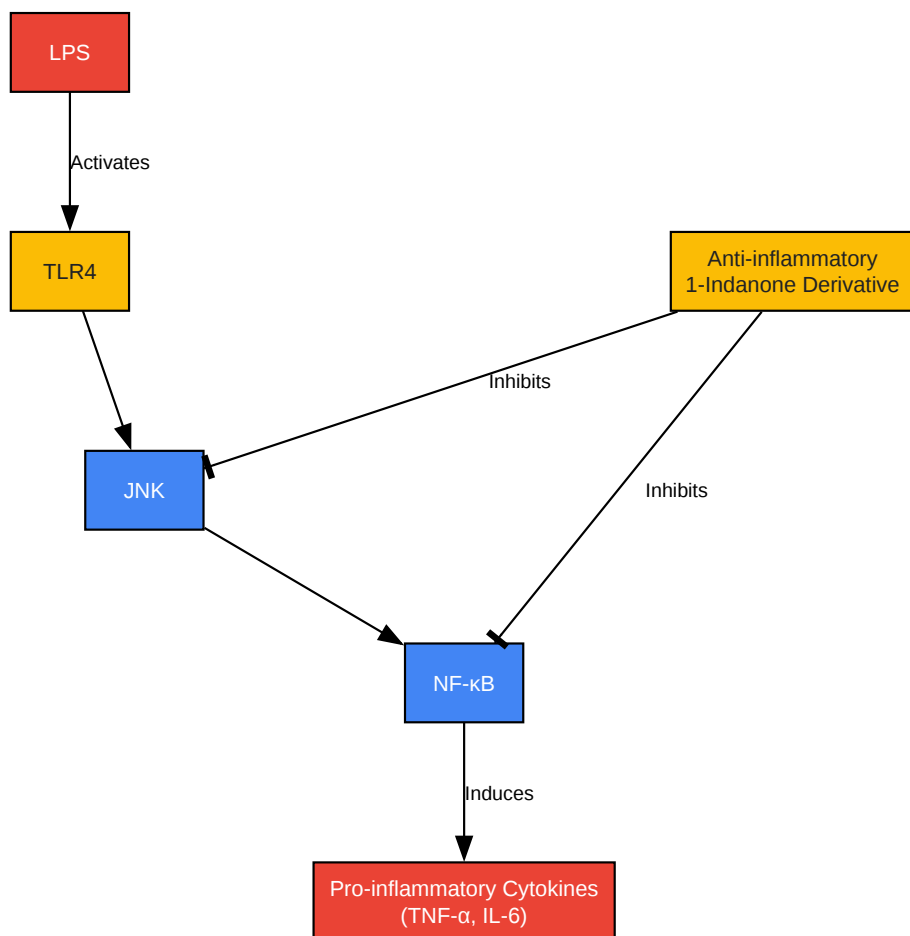 LPS
Activates
TLR4
Anti-inflammatory
1-Indanone Derivative
Inhibits
JNK
Inhibits
NF-κB
Induces
Pro-inflammatory Cytokines
(TNF-α, IL-6)